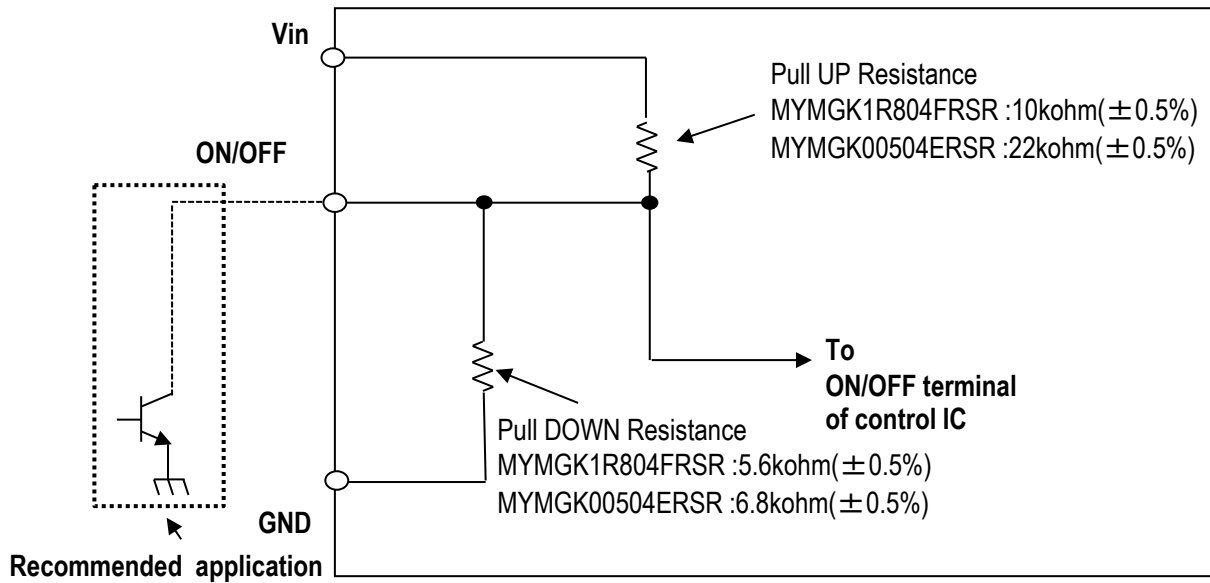 Vin
Pull UP Resistance
MYMGK1R804FRSR :10kohm(±0.5%)
MYMGK00504ERSR :22kohm(±0.5%)
ON/OFF
To
ON/OFF terminal
of control IC
Pull DOWN Resistance
MYMGK1R804FRSR :5.6kohm(±0.5%)
MYMGK00504ERSR :6.8kohm(±0.5%)
GND
Recommended application